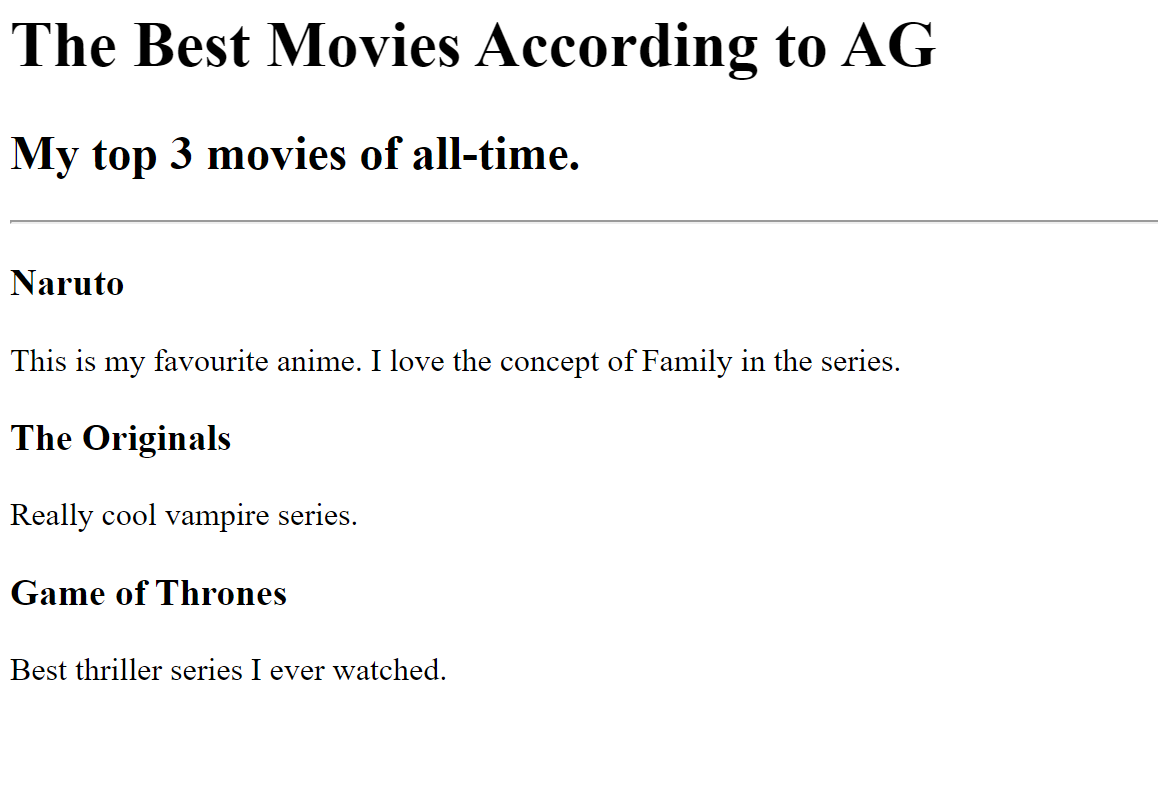 The Best Movies According to AG
My top 3 movies of all-time.
Naruto
This is my favourite anime. I love the concept of Family in the series.
The Originals
Really cool vampire series.
Game of Thrones
Best thriller series I ever watched.